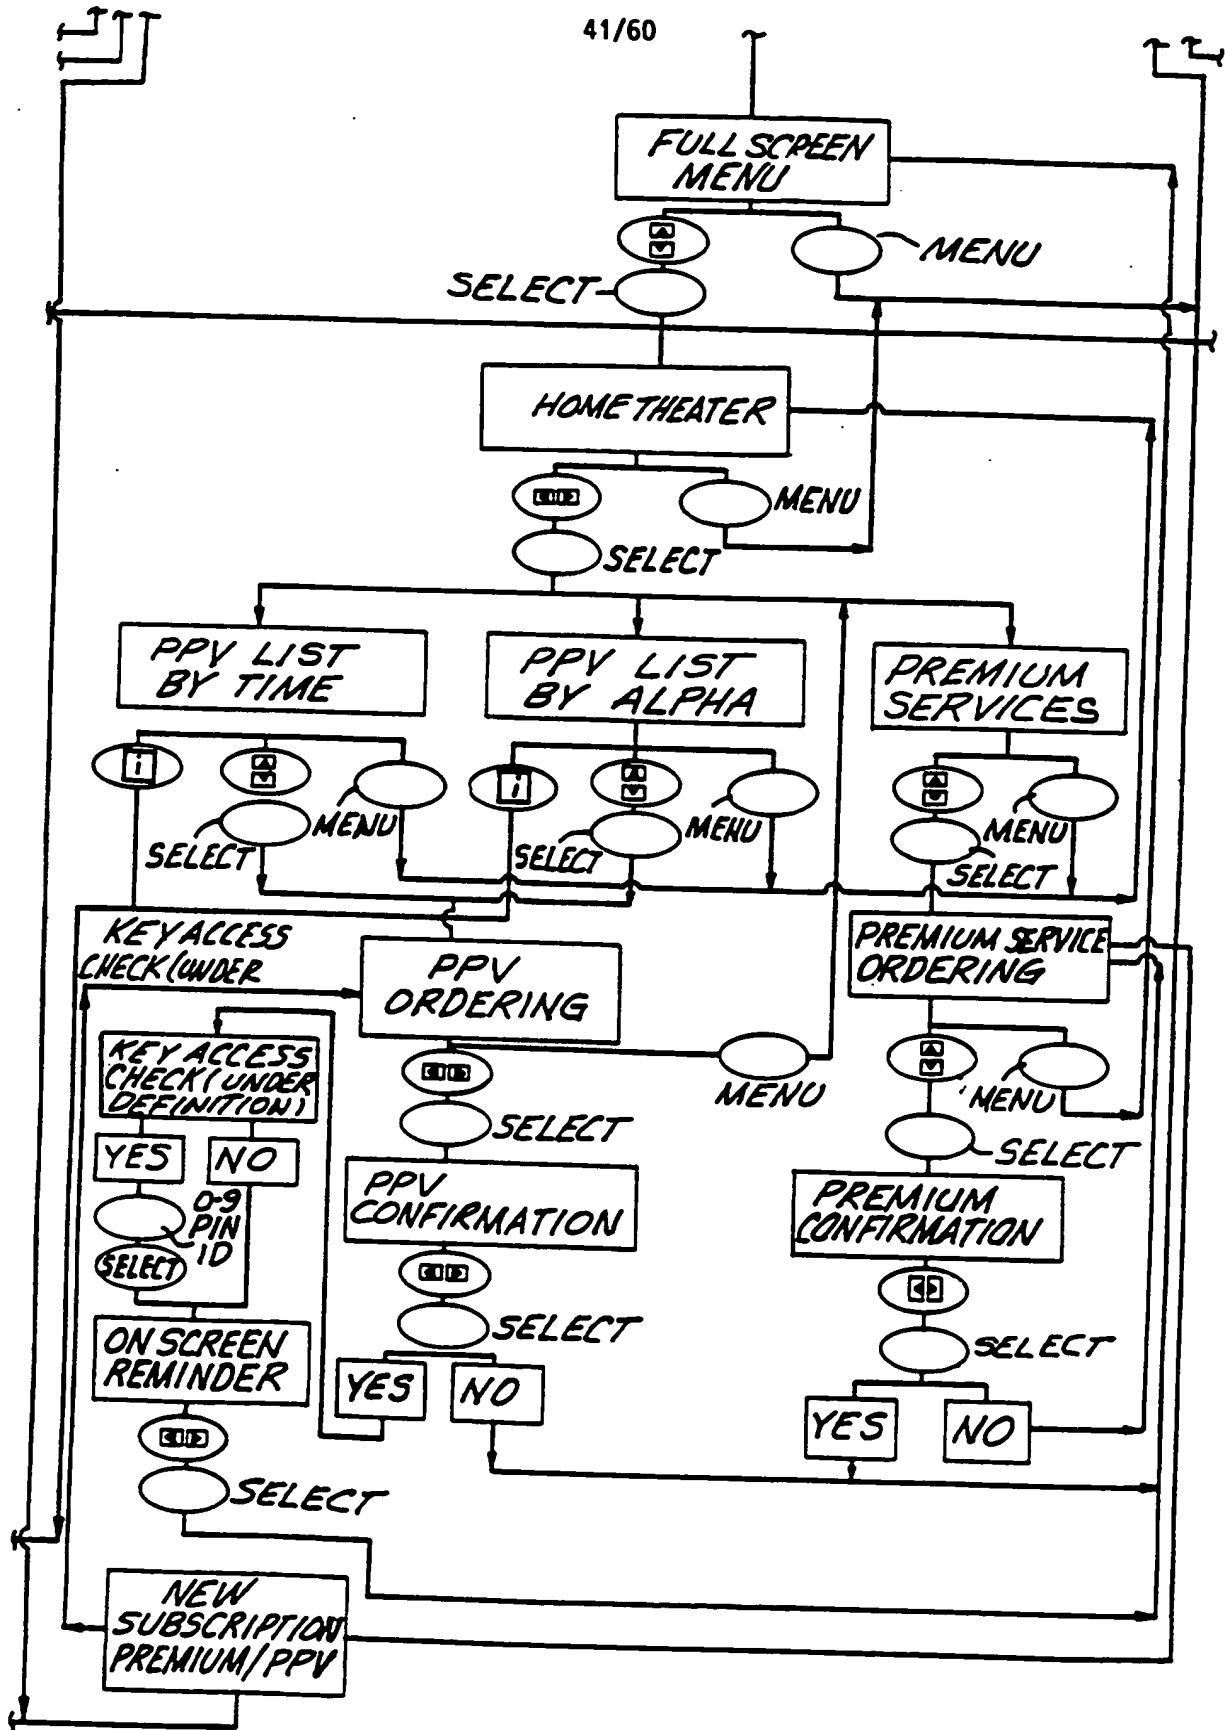 41/60
FULL SCREEN
MENU
MENU
SELECT
HOME THEATER
MENU
SELECT
PPV LIST
BY TIME
PPV LIST
BY ALPHA
PREMIUM
SERVICES
i
i
MENU
SELECT
MENU
SELECT
MENU
SELECT
KEY ACCESS
CHECK (UNDER
PPV
ORDERING
PREMIUM SERVICE
ORDERING
KEY ACCESS
CHECK (UNDER
DEFINITION)
MENU
MENU
SELECT
SELECT
YES
NO
0-9
PIN
ID
SELECT
PPV
CONFIRMATION
PREMIUM
CONFIRMATION
SELECT
SELECT
ON SCREEN
REMINDER
YES
NO
YES
NO
SELECT
NEW
SUBSCRIPTION
PREMIUM/PPV